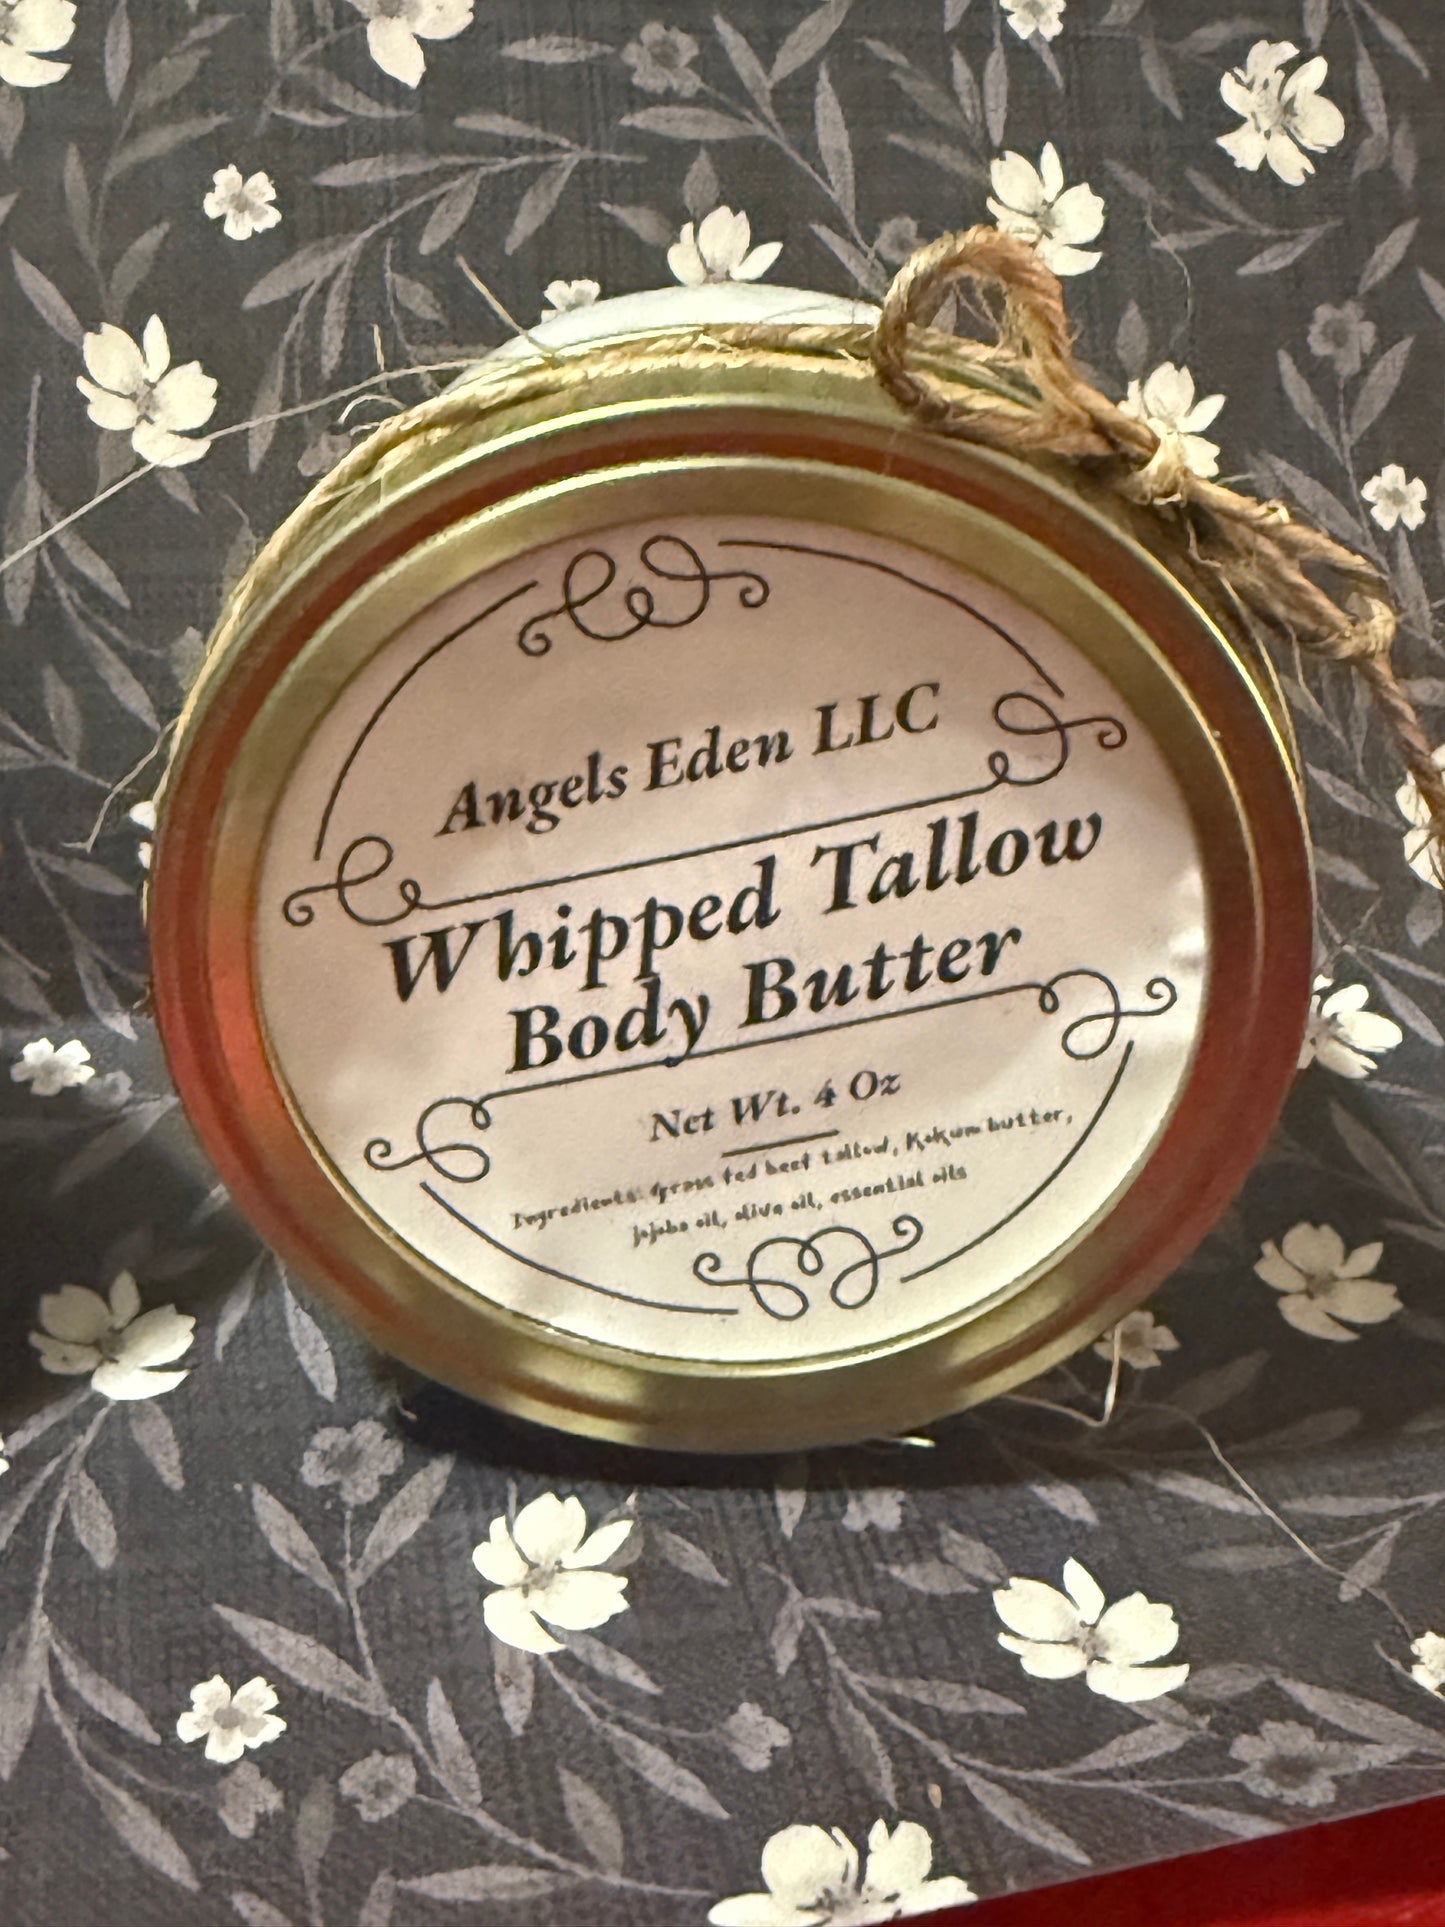 Angels Eden LLC
Whipped Tallow
Body Butter
Net Wt. 4 Oz
Ingredients: Grass fed beef tallow, Kokum butter,
jojoba oil, olive oil, essential oils